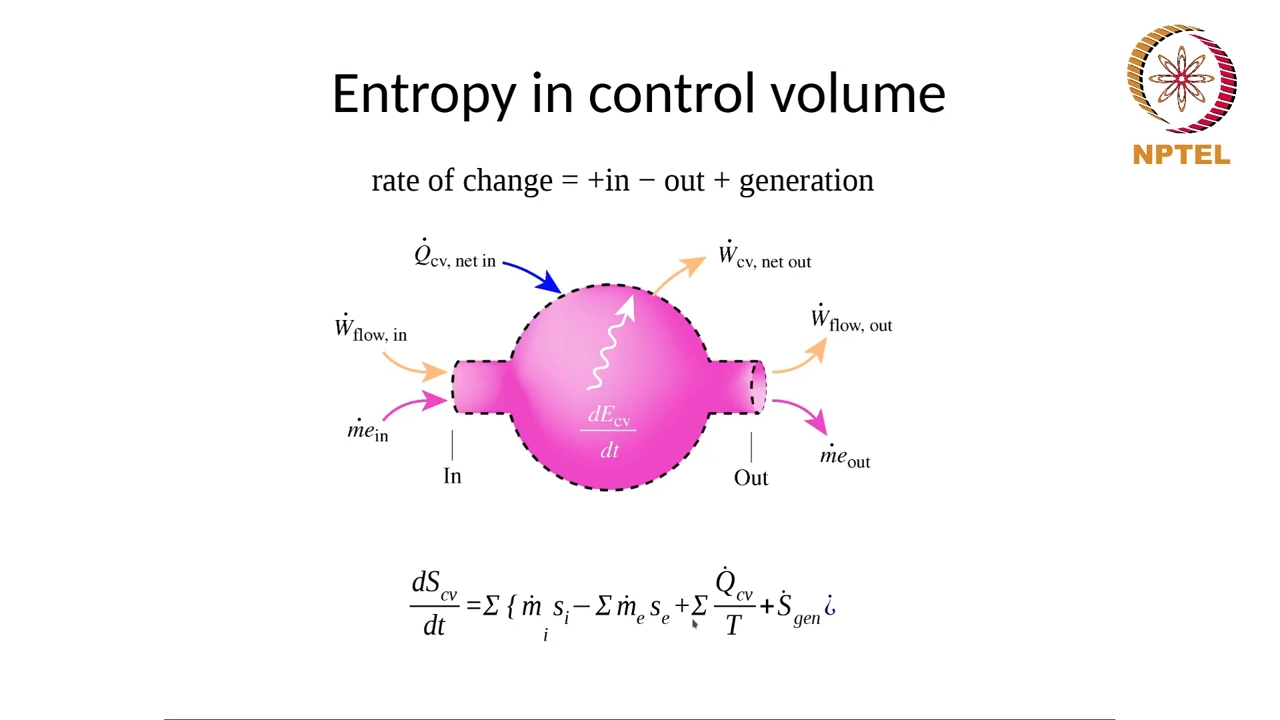 Entropy in control volume
NPTEL
rate of change = +in − out + generation
Q̇cv, net in
Ẇcv, net out
Ẇflow, in
Ẇflow, out
ṁein
dEcv
dt
ṁeout
In
Out
dScv/dt =Σ { ṁi si − Σ ṁe se +Σ Q̇cv/T +Ṡgen ¿